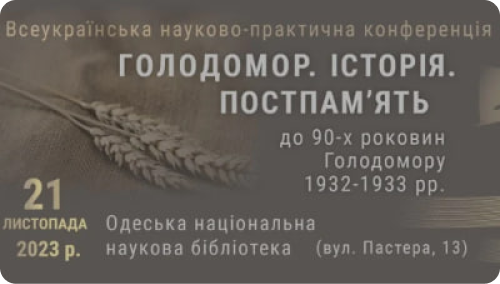 Всеукраїнська науково-практична конференція
ГОЛОДОМОР. ІСТОРІЯ.
ПОСТПАМ’ЯТЬ
до 90-х роковин
Голодомору
1932-1933 рр.
21
ЛИСТОПАДА
2023 р.
Одеська національна
наукова бібліотека (вул. Пастера, 13)